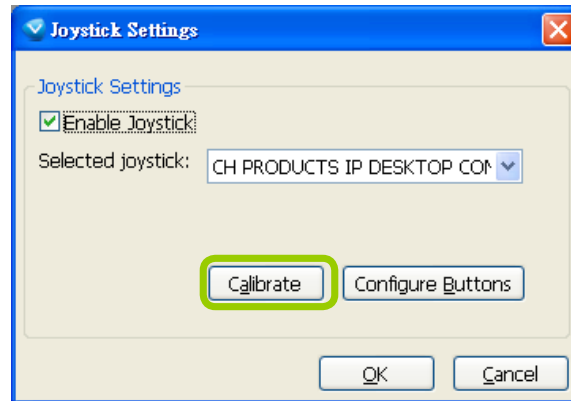 Joystick Settings
Joystick Settings
Enable Joystick
Selected joystick: CH PRODUCTS IP DESKTOP CON
Calibrate Configure Buttons
OK Cancel